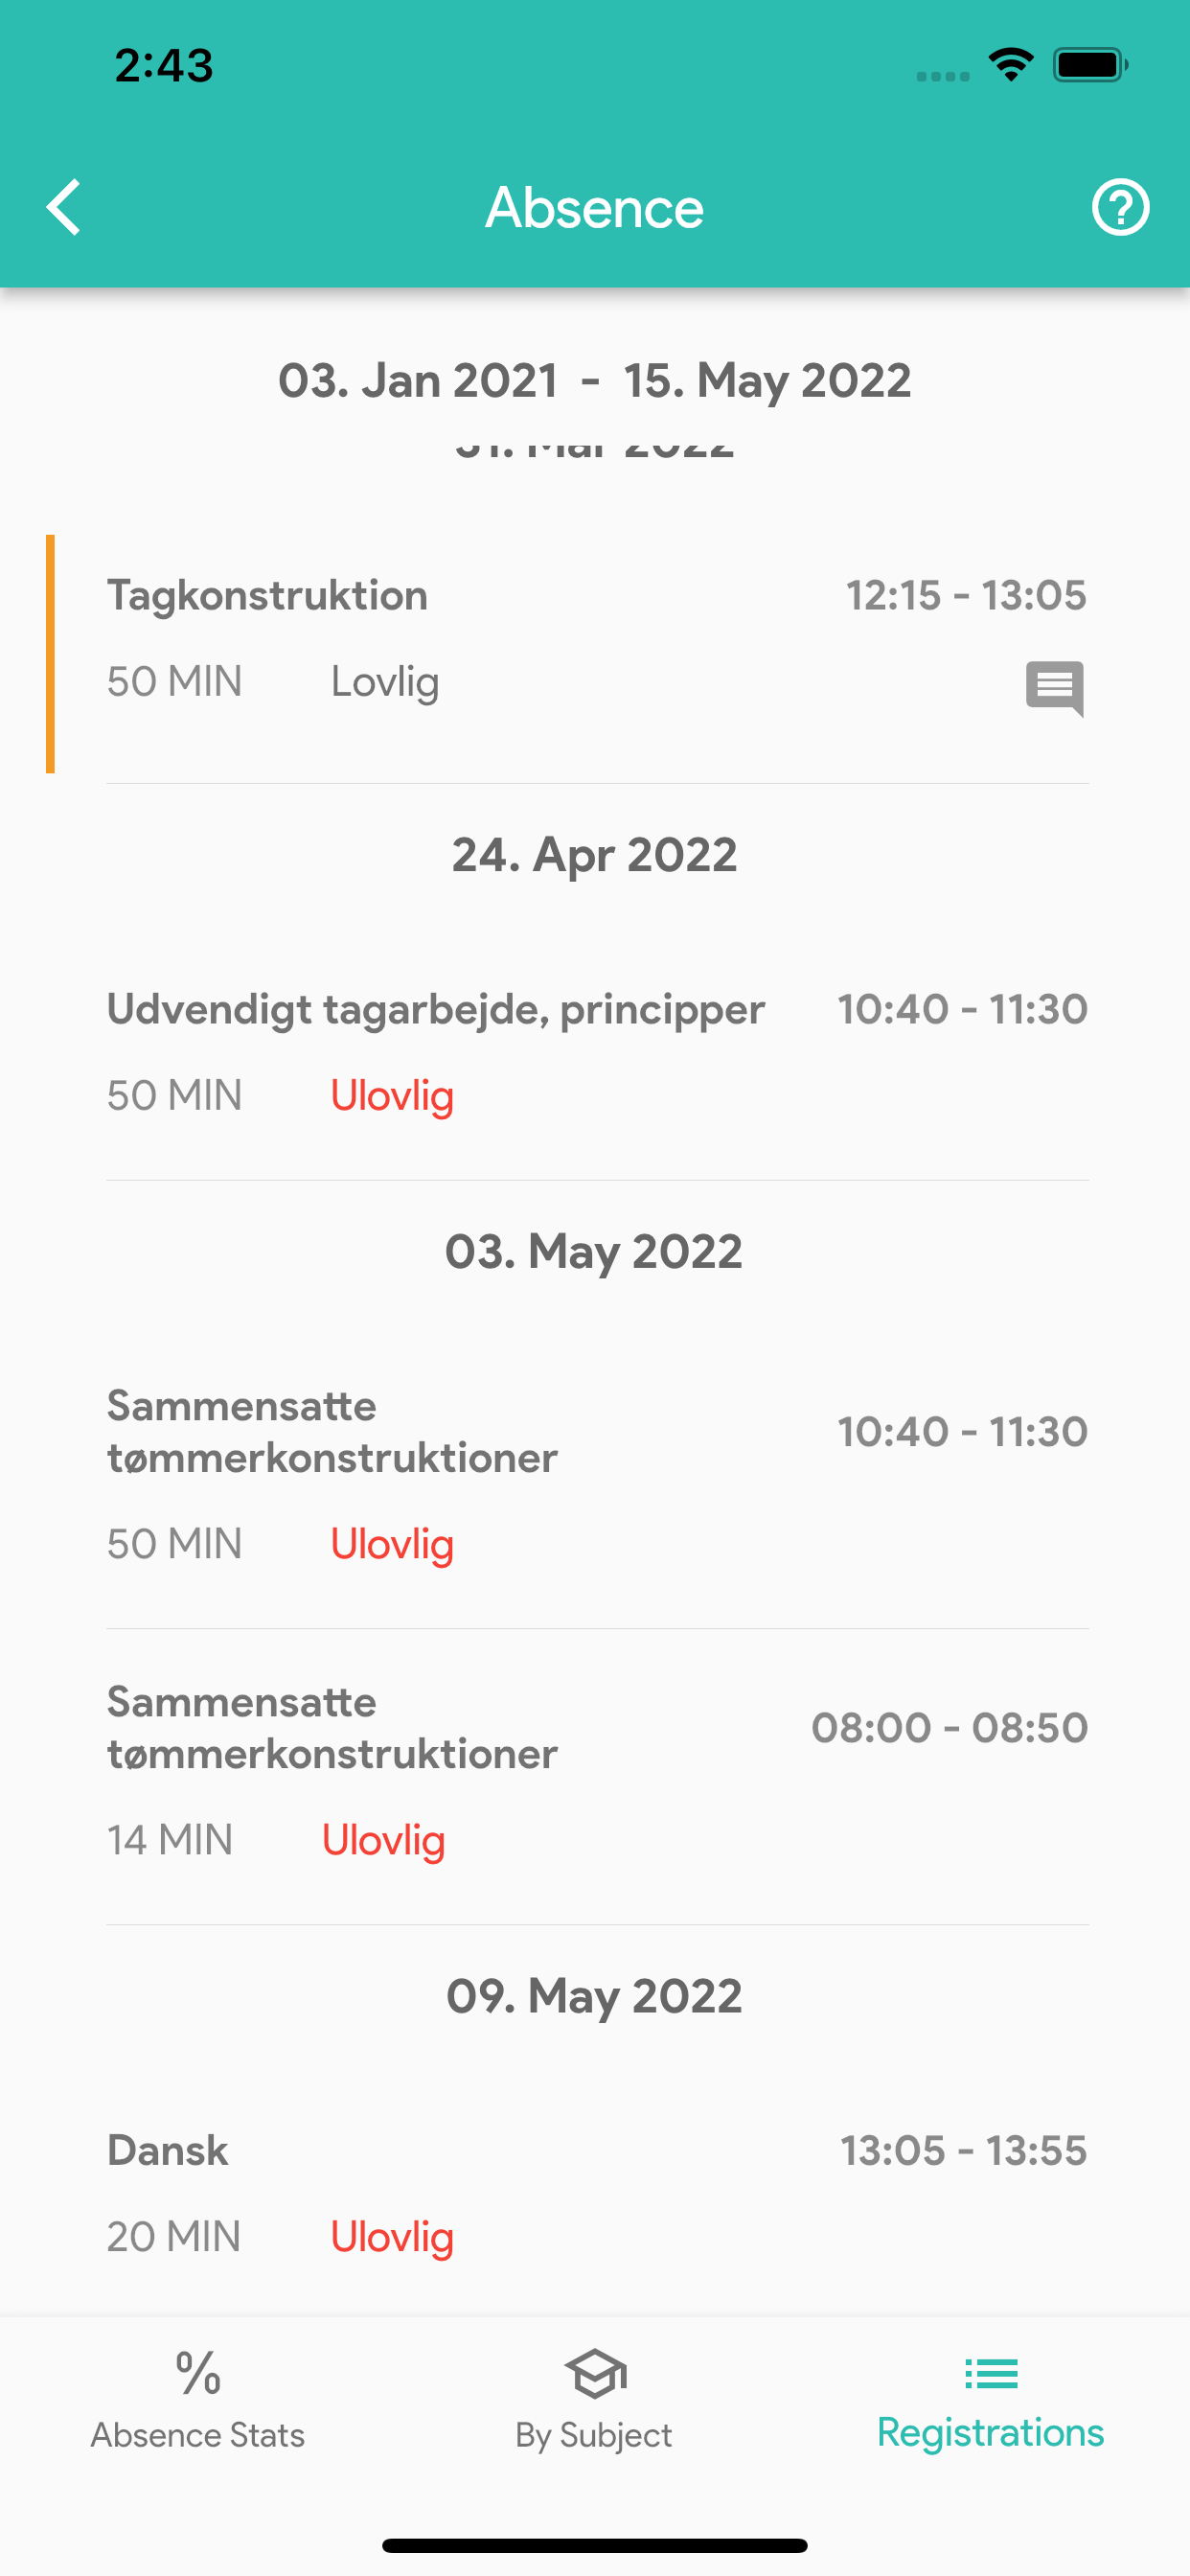 2:43
Absence
03. Jan 2021 - 15. May 2022
31. Mar 2022
Tagkonstruktion
12:15 - 13:05
50 MIN Lovlig
24. Apr 2022
Udvendigt tagarbejde, principper
10:40 - 11:30
50 MIN Ulovlig
03. May 2022
Sammensatte
tømmerkonstruktioner
10:40 - 11:30
50 MIN Ulovlig
Sammensatte
tømmerkonstruktioner
08:00 - 08:50
14 MIN Ulovlig
09. May 2022
Dansk
13:05 - 13:55
20 MIN Ulovlig
%
Absence Stats
By Subject
Registrations